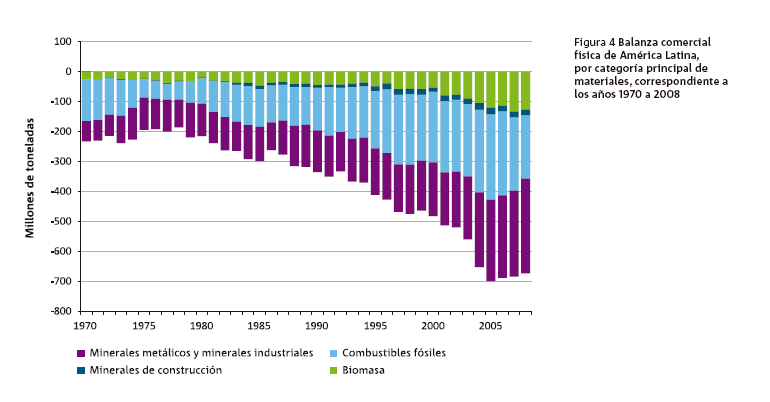 Figura 4 Balanza comercial
física de América Latina,
por categoría principal de
materiales, correspondiente a
los años 1970 a 2008
Millones de toneladas
100
0
-100
-200
-300
-400
-500
-600
-700
-800
1970 1975 1980 1985 1990 1995 2000 2005
Minerales metálicos y minerales industriales Combustibles fósiles
Minerales de construcción Biomasa